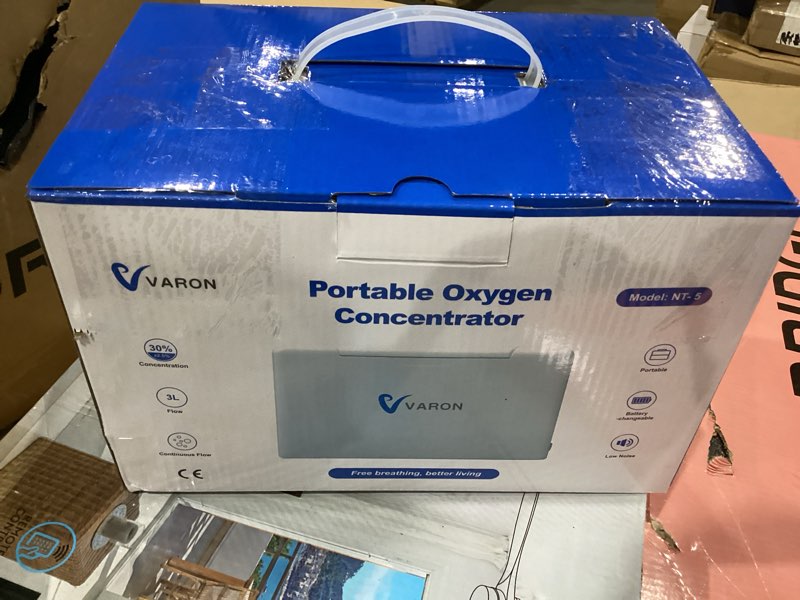 VARON
Portable Oxygen
Concentrator
Model: NT-5
30%
Concentration
3L
Flow
Continuous Flow
CE
VARON
Portable
Battery
changeable
Low Noise
Free breathing, better living
REMOTE